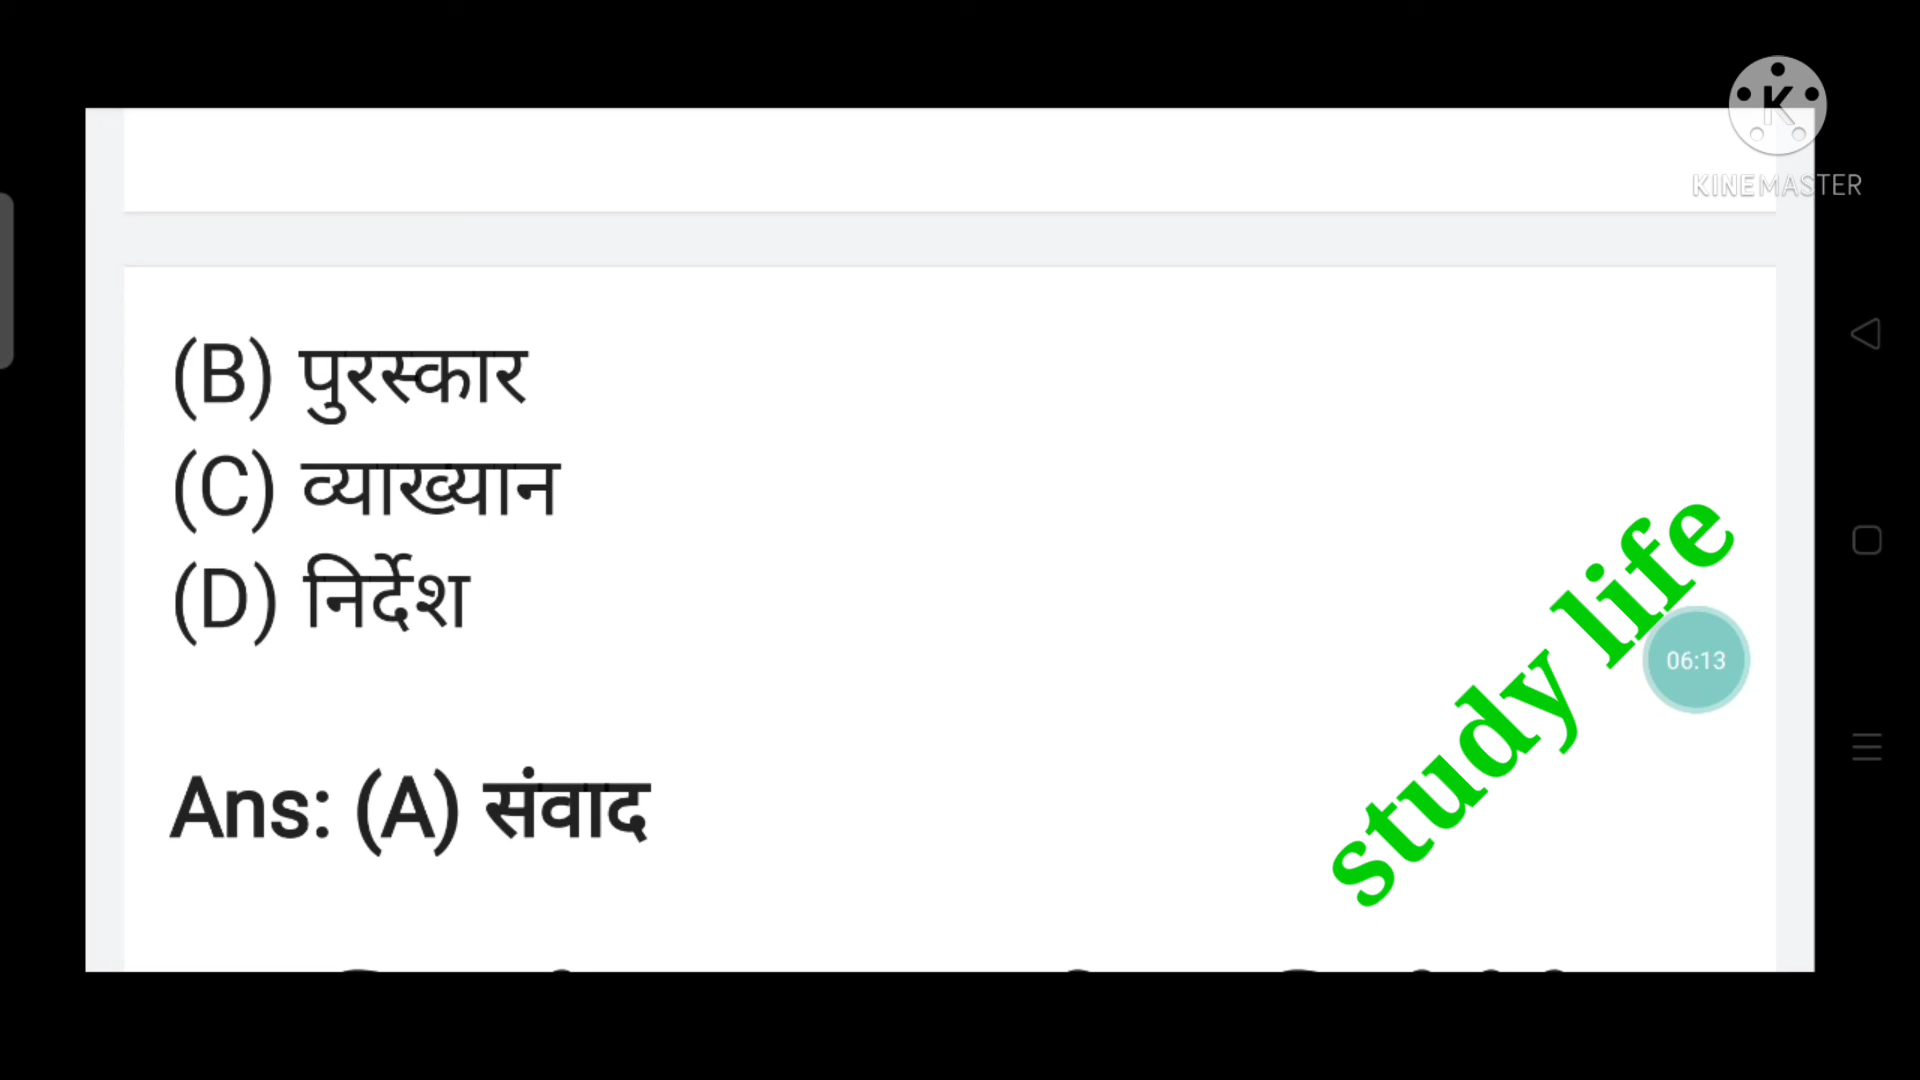 KINEMASTER
(B) पुरस्कार
(C) व्याख्यान
(D) निर्देश
study life
06:13
Ans: (A) संवाद